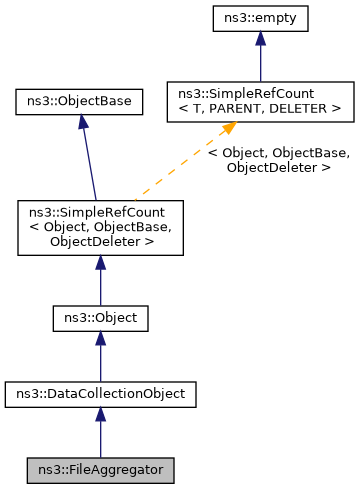 ns3::empty
ns3::SimpleRefCount
< T, PARENT, DELETER >
ns3::ObjectBase
< Object, ObjectBase,
ObjectDeleter >
ns3::SimpleRefCount
< Object, ObjectBase,
ObjectDeleter >
ns3::Object
ns3::DataCollectionObject
ns3::FileAggregator